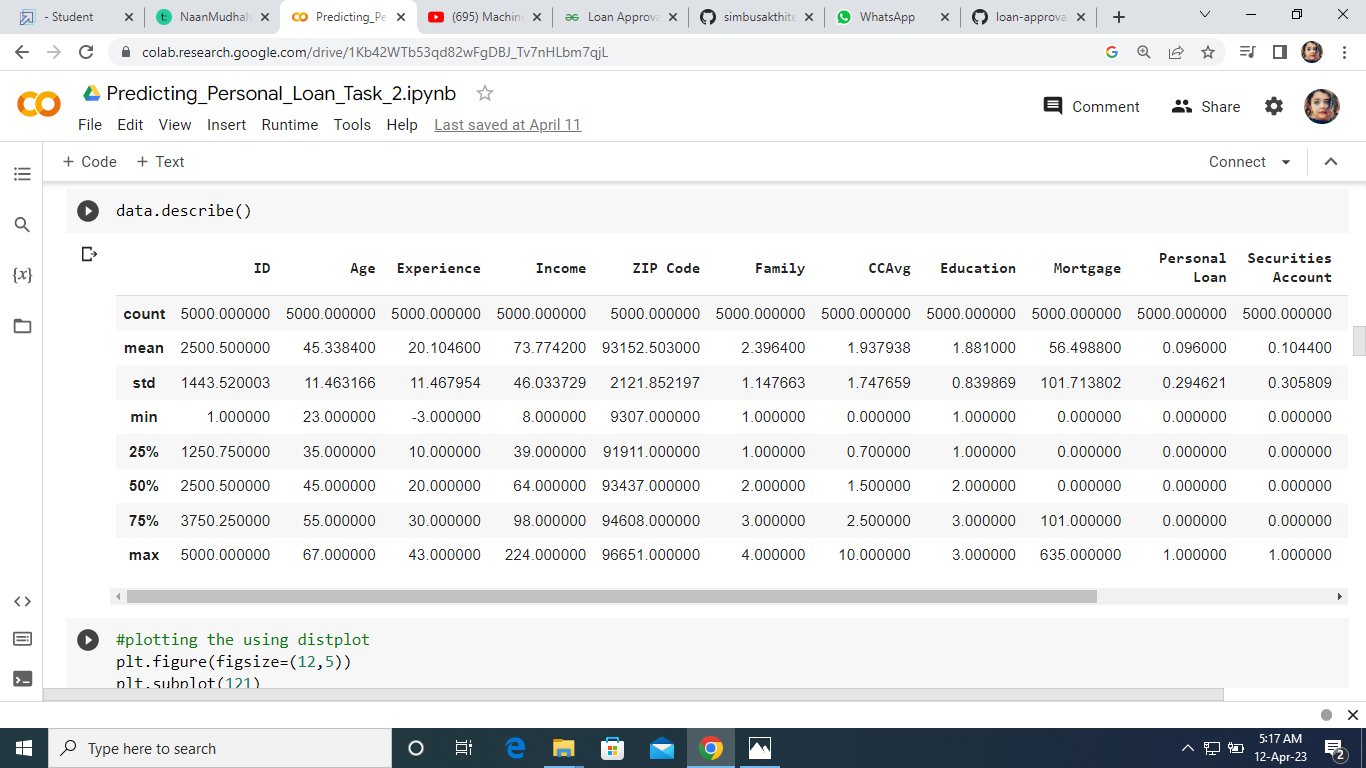 - Student
NaanMudhal
Predicting_Pe
(695) Machine
Loan Approva
simbusakthite
WhatsApp
loan-approva
colab.research.google.com/drive/1Kb42WTb53qd82wFgDBJ_Tv7nHLbm7qjL
Predicting_Personal_Loan_Task_2.ipynb
Comment Share
File Edit View Insert Runtime Tools Help Last saved at April 11
+ Code + Text Connect
data.describe()
ID Age Experience Income ZIP Code Family CCAvg Education Mortgage Personal Loan Securities Account
count 5000.000000 5000.000000 5000.000000 5000.000000 5000.000000 5000.000000 5000.000000 5000.000000 5000.000000 5000.000000 5000.000000
mean 2500.500000 45.338400 20.104600 73.774200 93152.503000 2.396400 1.937938 1.881000 56.498800 0.096000 0.104400
std 1443.520003 11.463166 11.467954 46.033729 2121.852197 1.147663 1.747659 0.839869 101.713802 0.294621 0.305809
min 1.000000 23.000000 -3.000000 8.000000 9307.000000 1.000000 0.000000 1.000000 0.000000 0.000000 0.000000
25% 1250.750000 35.000000 10.000000 39.000000 91911.000000 1.000000 0.700000 1.000000 0.000000 0.000000 0.000000
50% 2500.500000 45.000000 20.000000 64.000000 93437.000000 2.000000 1.500000 2.000000 0.000000 0.000000 0.000000
75% 3750.250000 55.000000 30.000000 98.000000 94608.000000 3.000000 2.500000 3.000000 101.000000 0.000000 0.000000
max 5000.000000 67.000000 43.000000 224.000000 96651.000000 4.000000 10.000000 3.000000 635.000000 1.000000 1.000000
#plotting the using distplot
plt.figure(figsize=(12,5))
plt.subplot(121)
Type here to search
5:17 AM
12-Apr-23
2